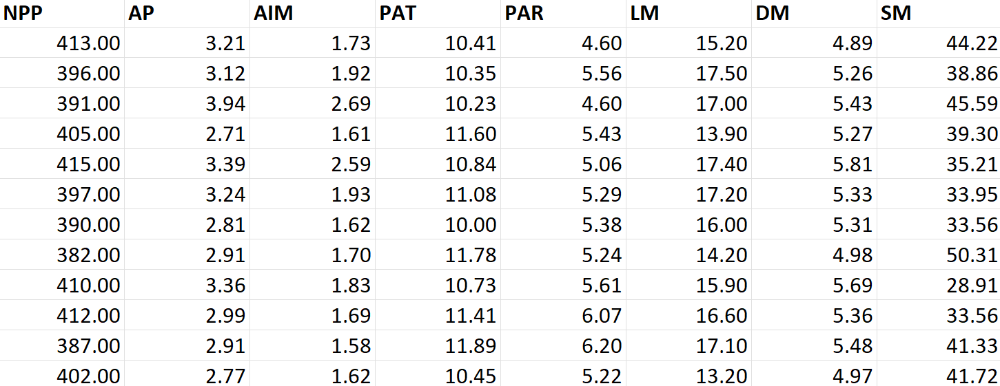 NPP AP AIM PAT PAR LM DM SM
413.00 3.21 1.73 10.41 4.60 15.20 4.89 44.22
396.00 3.12 1.92 10.35 5.56 17.50 5.26 38.86
391.00 3.94 2.69 10.23 4.60 17.00 5.43 45.59
405.00 2.71 1.61 11.60 5.43 13.90 5.27 39.30
415.00 3.39 2.59 10.84 5.06 17.40 5.81 35.21
397.00 3.24 1.93 11.08 5.29 17.20 5.33 33.95
390.00 2.81 1.62 10.00 5.38 16.00 5.31 33.56
382.00 2.91 1.70 11.78 5.24 14.20 4.98 50.31
410.00 3.36 1.83 10.73 5.61 15.90 5.69 28.91
412.00 2.99 1.69 11.41 6.07 16.60 5.36 33.56
387.00 2.91 1.58 11.89 6.20 17.10 5.48 41.33
402.00 2.77 1.62 10.45 5.22 13.20 4.97 41.72